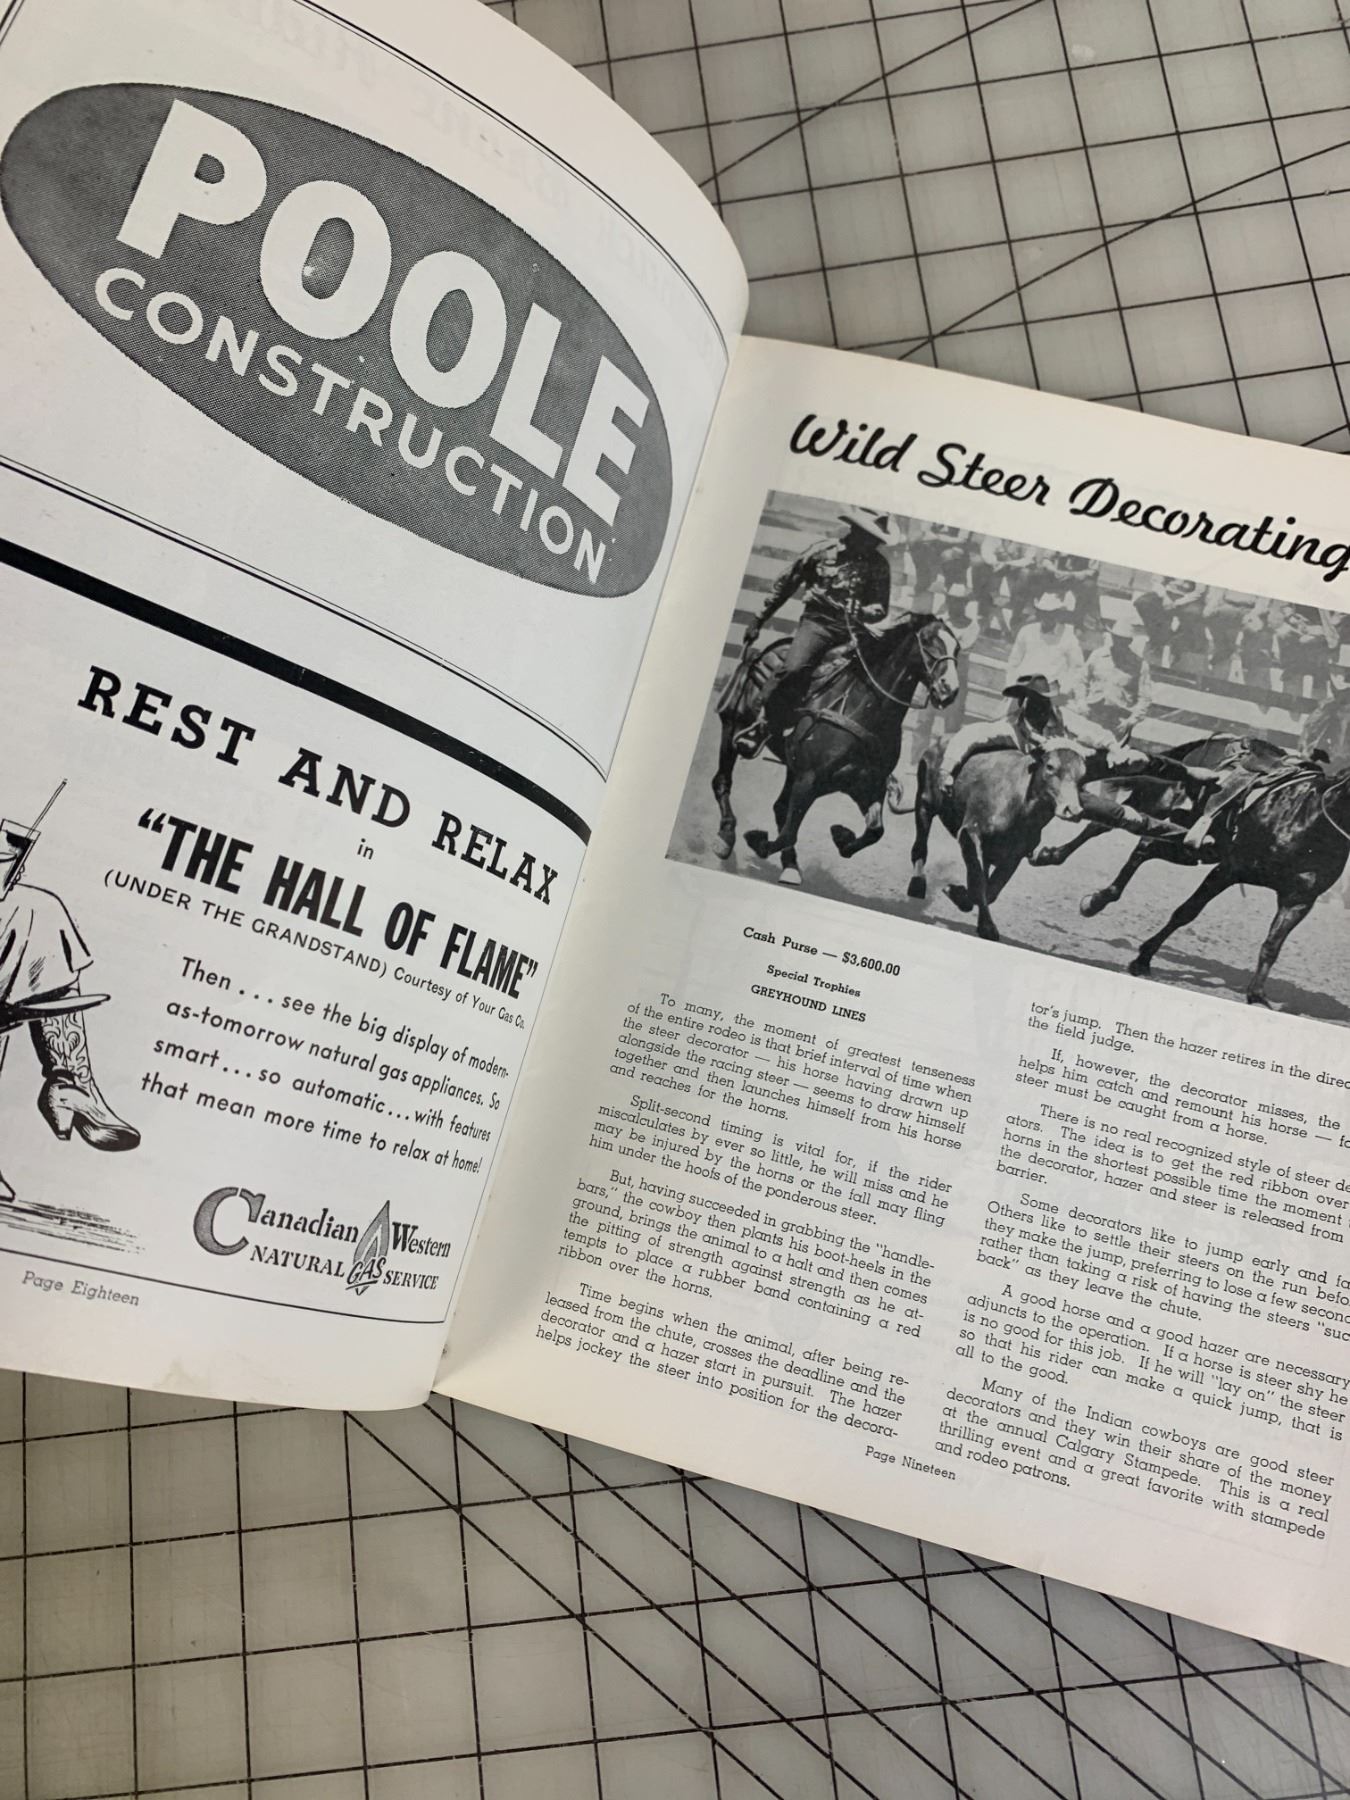 POOLE
CONSTRUCTION
REST AND RELAX
in
"THE HALL OF FLAME"
(UNDER THE GRANDSTAND) Courtesy of Your Gas Co.
Then . . . see the big display of modern-
as-tomorrow natural gas appliances. So
smart . . . so automatic . . . with features
that mean more time to relax at home!
Canadian Western
NATURAL GAS SERVICE
Page Eighteen
Wild Steer Decorating
Cash Purse — $3,600.00
Special Trophies
GREYHOUND LINES
To many, the moment of greatest tenseness
of the entire rodeo is that brief interval of time when
the steer decorator — his horse having drawn up
alongside the racing steer — seems to draw himself
together and then launches himself from his horse
and reaches for the horns.
Split-second timing is vital for, if the rider
miscalculates by ever so little, he will miss and he
may be injured by the horns or the fall may fling
him under the hoofs of the ponderous steer.
But, having succeeded in grabbing the "handle-
bars," the cowboy then plants his boot-heels in the
ground, brings the animal to a halt and then comes
the pitting of strength against strength as he at-
tempts to place a rubber band containing a red
ribbon over the horns.
Time begins when the animal, after being re-
leased from the chute, crosses the deadline and the
decorator and a hazer start in pursuit. The hazer
helps jockey the steer into position for the decora-
tor's jump. Then the hazer retires in the direc
the field judge.
If, however, the decorator misses, the
helps him catch and remount his horse — fo
steer must be caught from a horse.
There is no real recognized style of steer de
ators. The idea is to get the red ribbon over
horns in the shortest possible time the moment
the decorator, hazer and steer is released from
barrier.
Some decorators like to jump early and fa
Others like to settle their steers on the run befo
they make the jump, preferring to lose a few second
rather than taking a risk of having the steers "suc
back" as they leave the chute.
A good horse and a good hazer are necessary
adjuncts to the operation. If a horse is steer shy he
is no good for this job. If he will "lay on" the steer
so that his rider can make a quick jump, that is
all to the good.
Many of the Indian cowboys are good steer
decorators and they win their share of the money
at the annual Calgary Stampede. This is a real
thrilling event and a great favorite with stampede
and rodeo patrons.
Page Nineteen